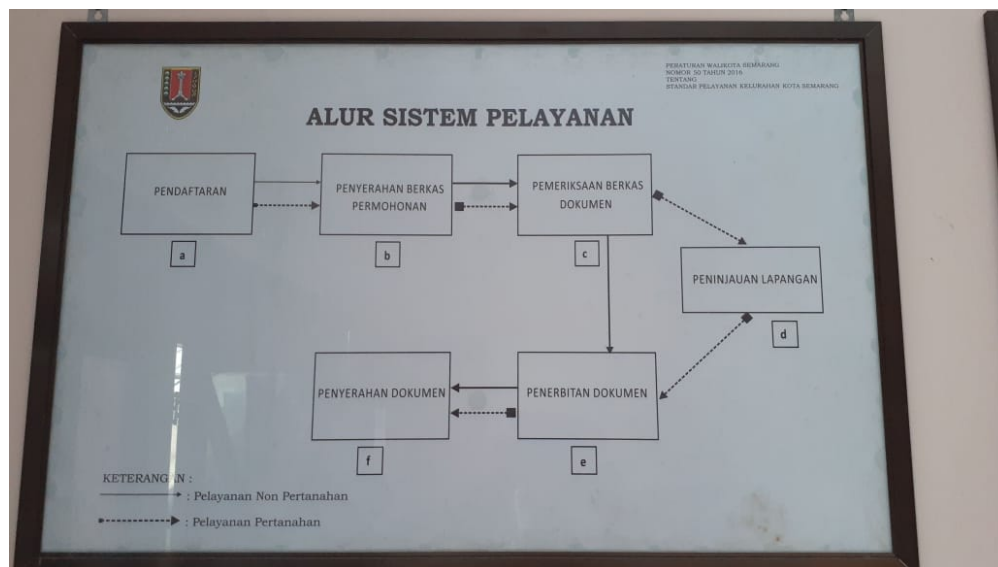 PERATURAN WALIKOTA SEMARANG
NOMOR 50 TAHUN 2016
TENTANG
STANDAR PELAYANAN KELURAHAN KOTA SEMARANG
ALUR SISTEM PELAYANAN
PENDAFTARAN
a
PENYERAHAN BERKAS
PERMOHONAN
b
PEMERIKSAAN BERKAS
DOKUMEN
c
PENINJAUAN LAPANGAN
d
PENERBITAN DOKUMEN
e
PENYERAHAN DOKUMEN
f
KETERANGAN :
: Pelayanan Non Pertanahan
: Pelayanan Pertanahan